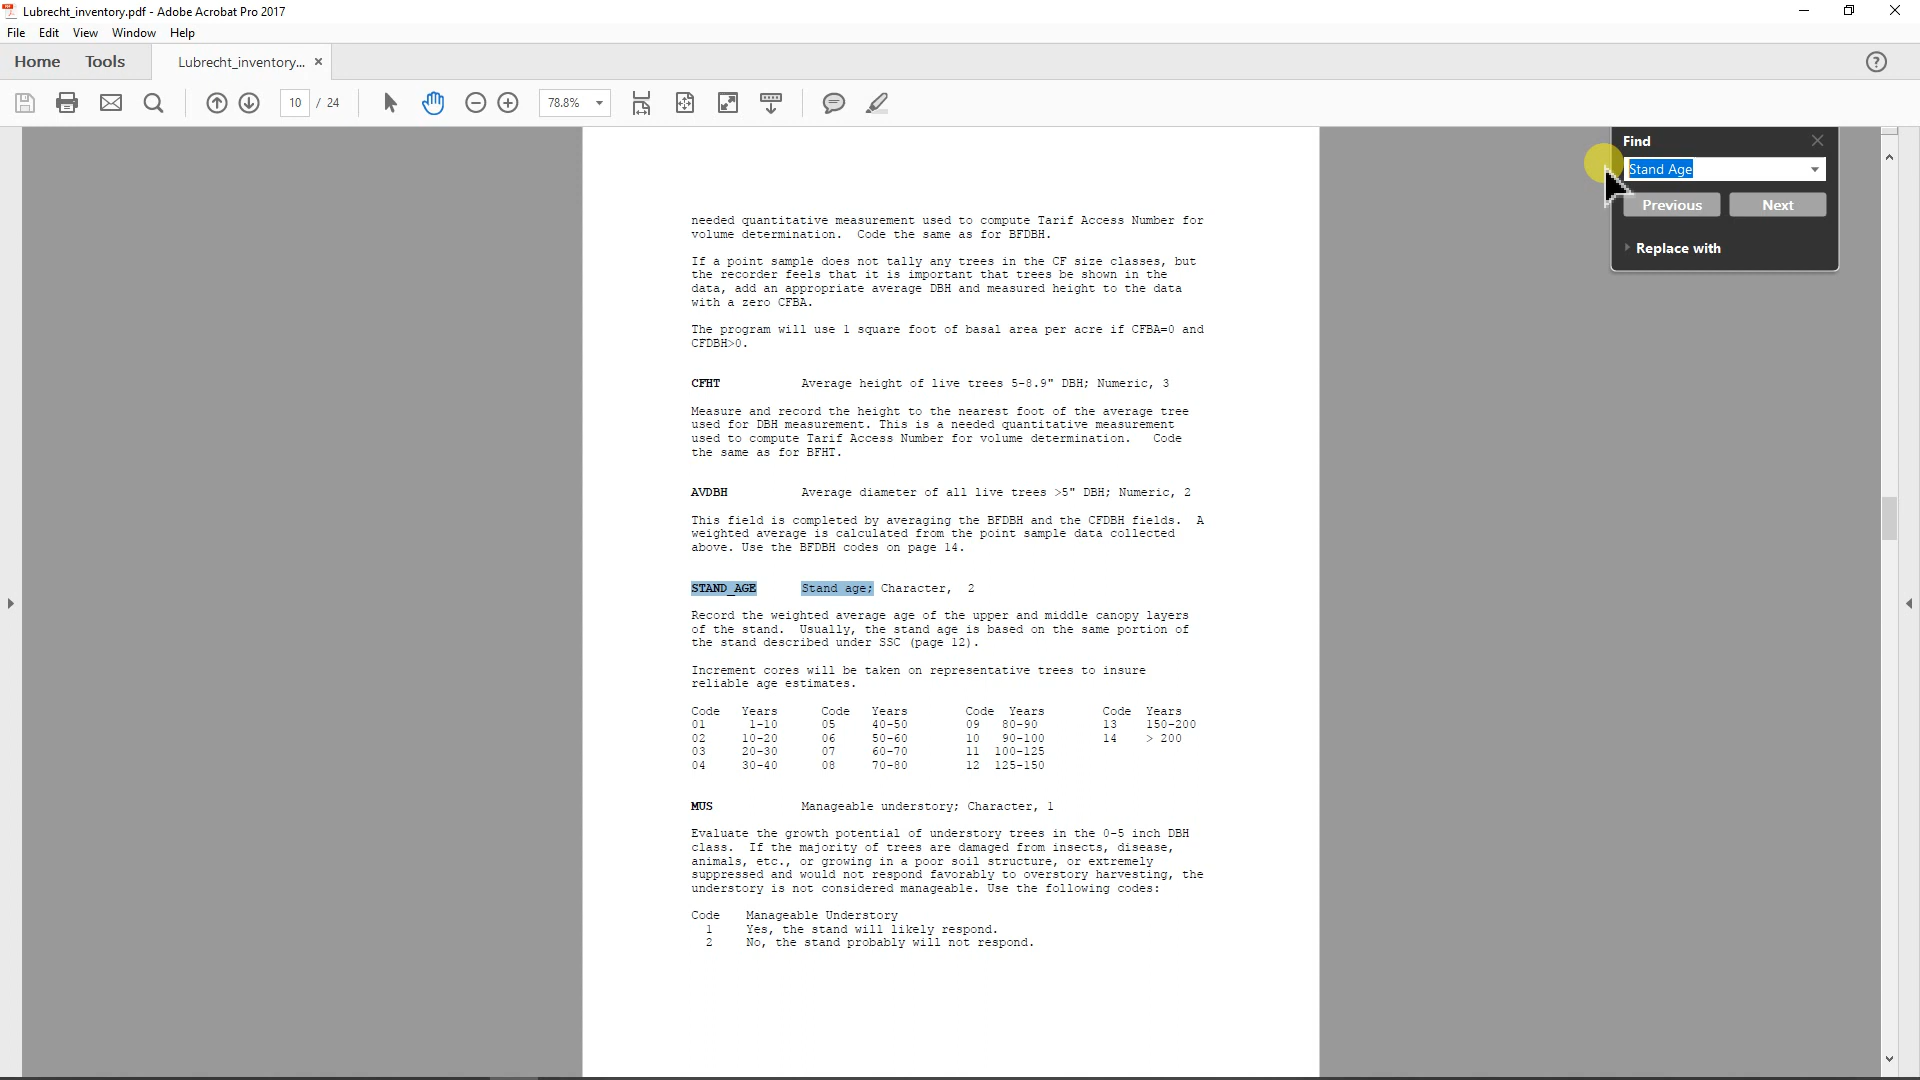 Lubrecht_inventory.pdf - Adobe Acrobat Pro 2017
File Edit View Window Help
Home Tools Lubrecht_inventory... ×
10 / 24 78.8%
Find
Stand Age
Previous Next
Replace with
needed quantitative measurement used to compute Tarif Access Number for
volume determination. Code the same as for BFDBH.
If a point sample does not tally any trees in the CF size classes, but
the recorder feels that it is important that trees be shown in the
data, add an appropriate average DBH and measured height to the data
with a zero CFBA.
The program will use 1 square foot of basal area per acre if CFBA=0 and
CFDBH>0.
CFHT Average height of live trees 5-8.9" DBH; Numeric, 3
Measure and record the height to the nearest foot of the average tree
used for DBH measurement. This is a needed quantitative measurement
used to compute Tarif Access Number for volume determination. Code
the same as for BFHT.
AVDBH Average diameter of all live trees >5" DBH; Numeric, 2
This field is completed by averaging the BFDBH and the CFDBH fields. A
weighted average is calculated from the point sample data collected
above. Use the BFDBH codes on page 14.
STAND_AGE Stand age; Character, 2
Record the weighted average age of the upper and middle canopy layers
of the stand. Usually, the stand age is based on the same portion of
the stand described under SSC (page 12).
Increment cores will be taken on representative trees to insure
reliable age estimates.
Code Years Code Years Code Years Code Years
01 1-10 05 40-50 09 80-90 13 150-200
02 10-20 06 50-60 10 90-100 14 > 200
03 20-30 07 60-70 11 100-125
04 30-40 08 70-80 12 125-150
MUS Manageable understory; Character, 1
Evaluate the growth potential of understory trees in the 0-5 inch DBH
class. If the majority of trees are damaged from insects, disease,
animals, etc., or growing in a poor soil structure, or extremely
suppressed and would not respond favorably to overstory harvesting, the
understory is not considered manageable. Use the following codes:
Code Manageable Understory
1 Yes, the stand will likely respond.
2 No, the stand probably will not respond.